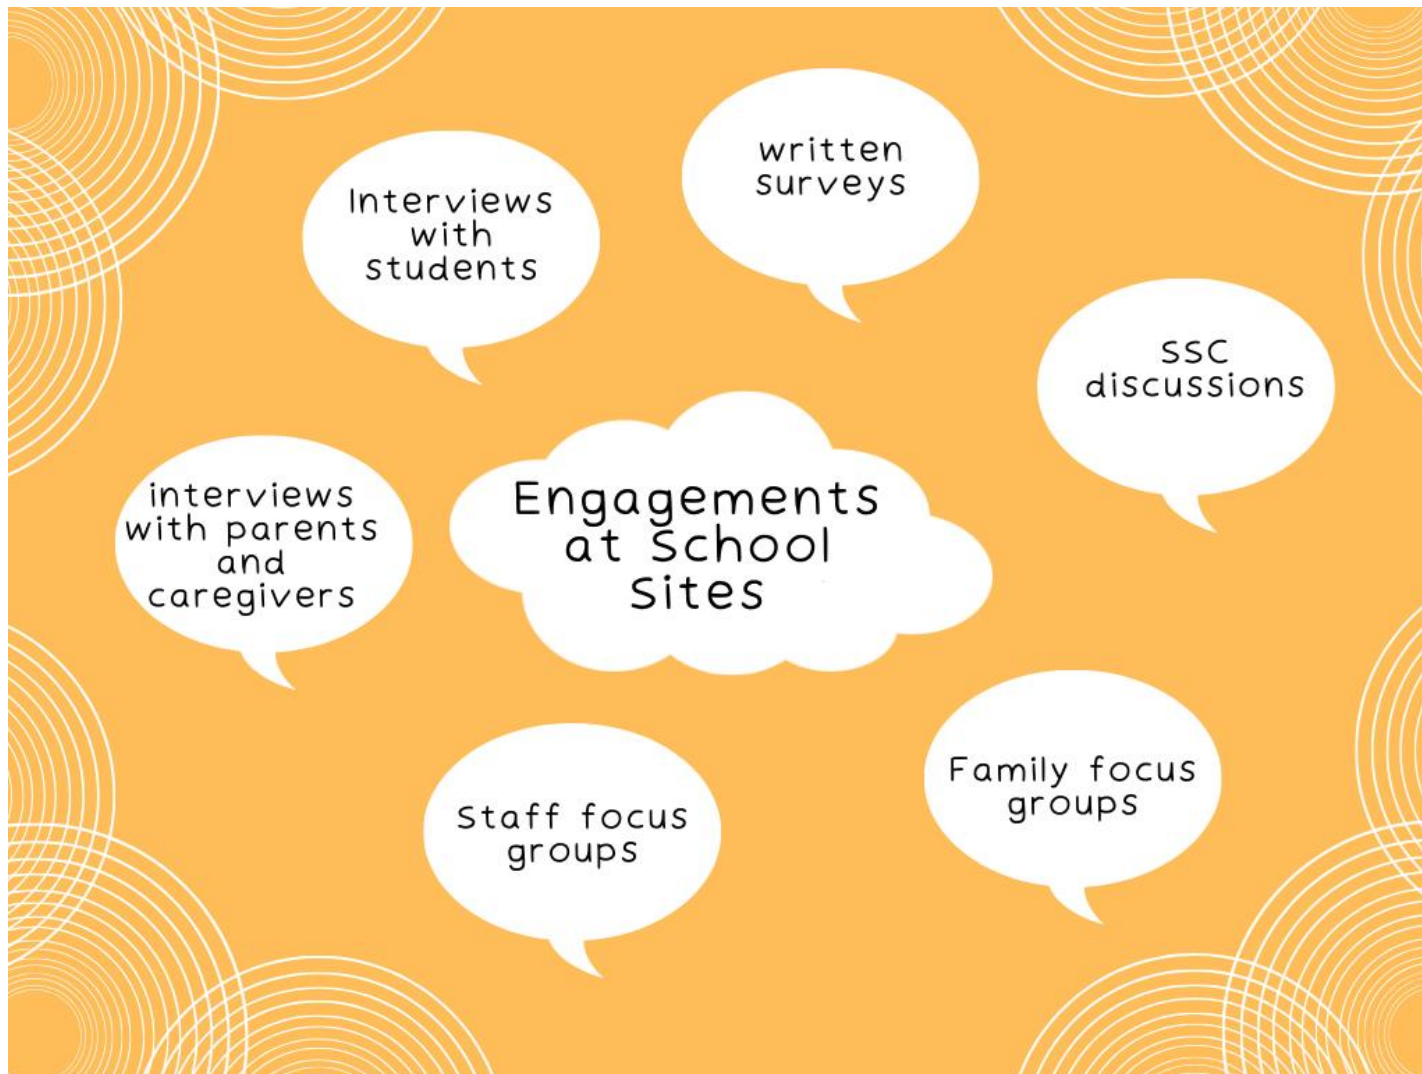 written
surveys
Interviews
with
students
SSC
discussions
interviews
with parents
and
caregivers
Engagements
at School
Sites
Staff focus
groups
Family focus
groups